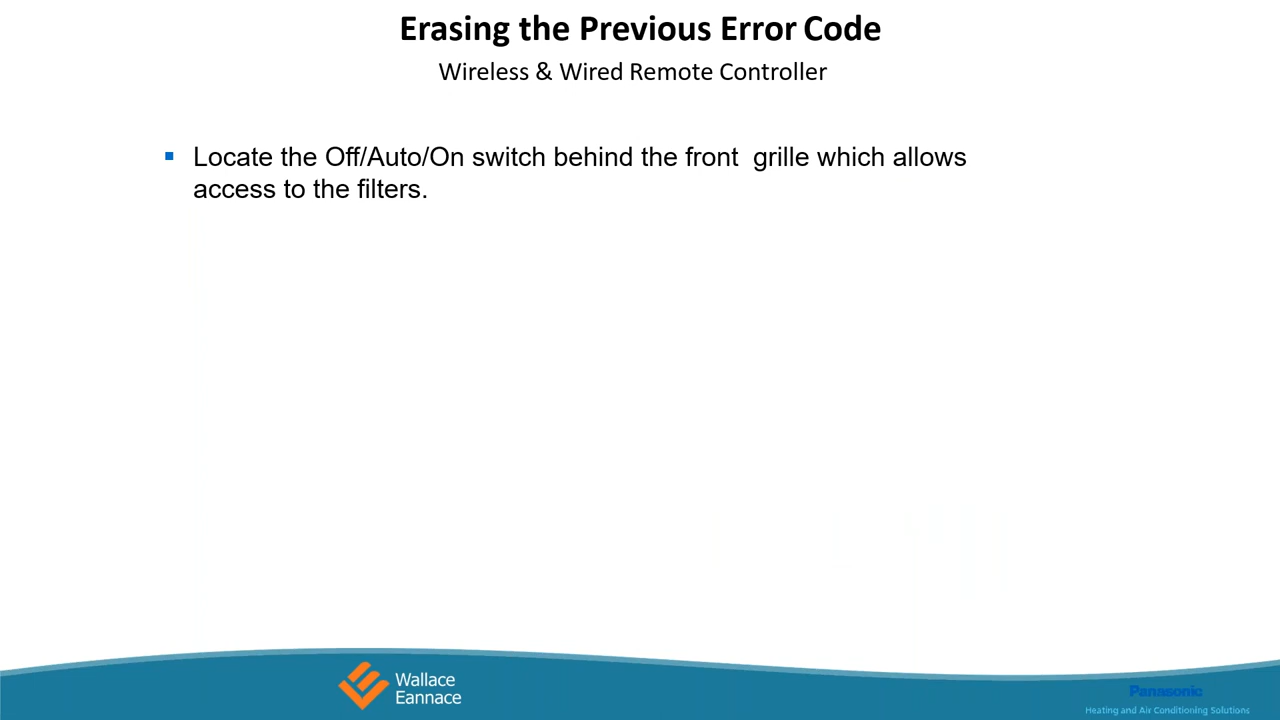 Erasing the Previous Error Code
Wireless & Wired Remote Controller
▪ Locate the Off/Auto/On switch behind the front  grille which allows
access to the filters.
Wallace
Eannace
Panasonic
Heating and Air Conditioning Solutions